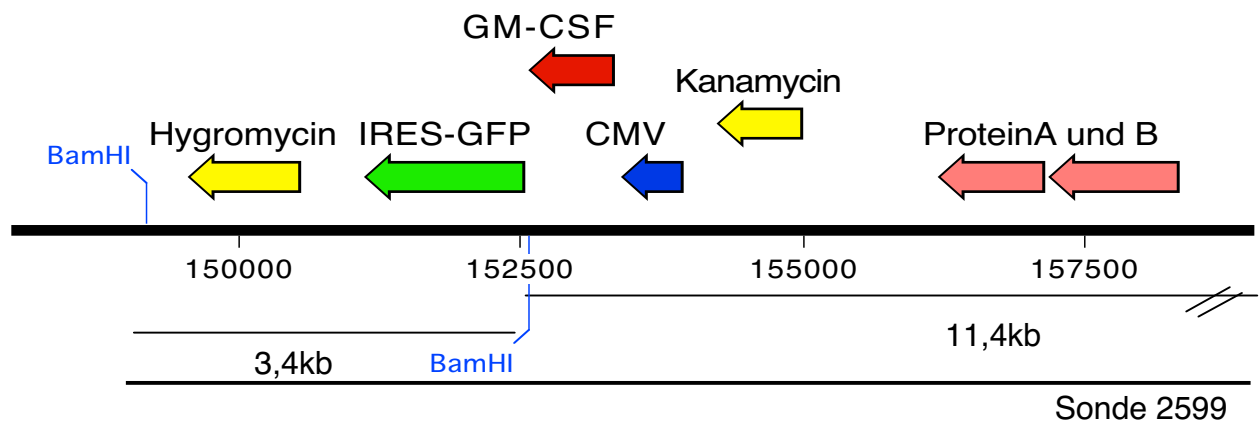 GM-CSF
Kanamycin
Hygromycin IRES-GFP CMV ProteinA und B
BamHI
150000 152500 155000 157500
11,4kb
3,4kb BamHI
Sonde 2599